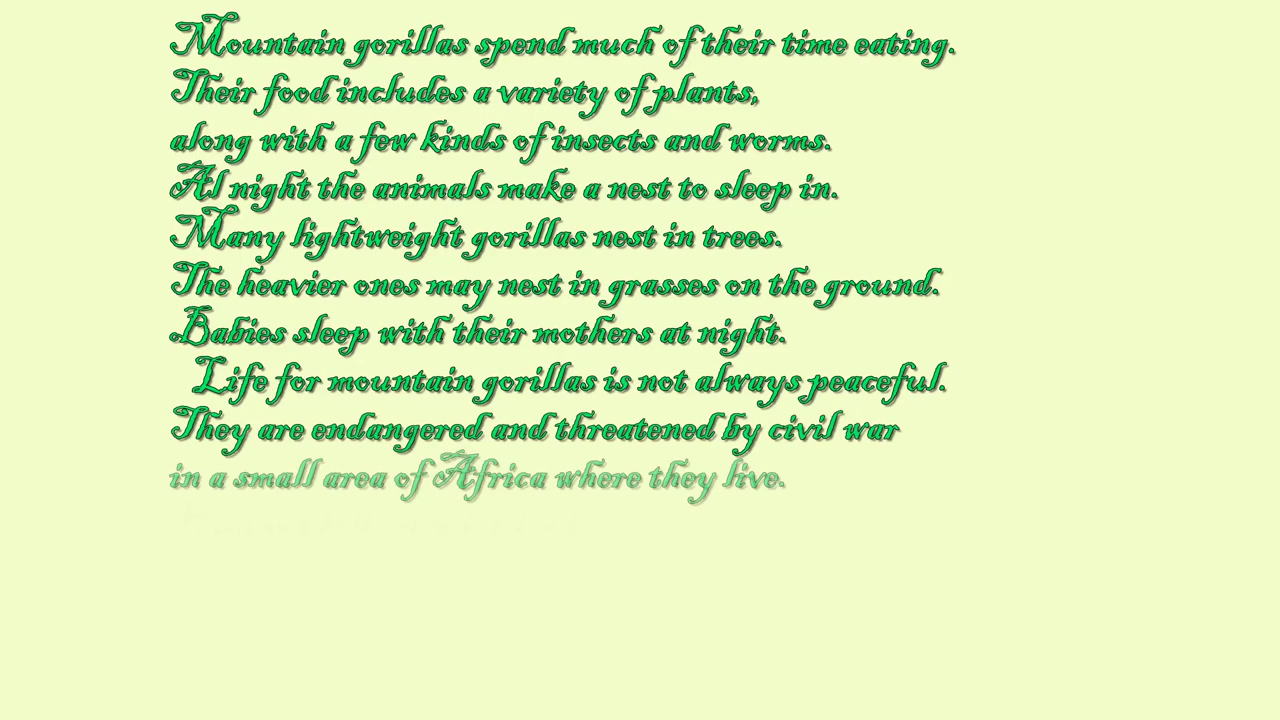 Mountain gorillas spend much of their time eating.
Their food includes a variety of plants,
along with a few kinds of insects and worms.
At night the animals make a nest to sleep in.
Many lightweight gorillas nest in trees.
The heavier ones may nest in grasses on the ground.
Babies sleep with their mothers at night.
Life for mountain gorillas is not always peaceful.
They are endangered and threatened by civil war
in a small area of Africa where they live.